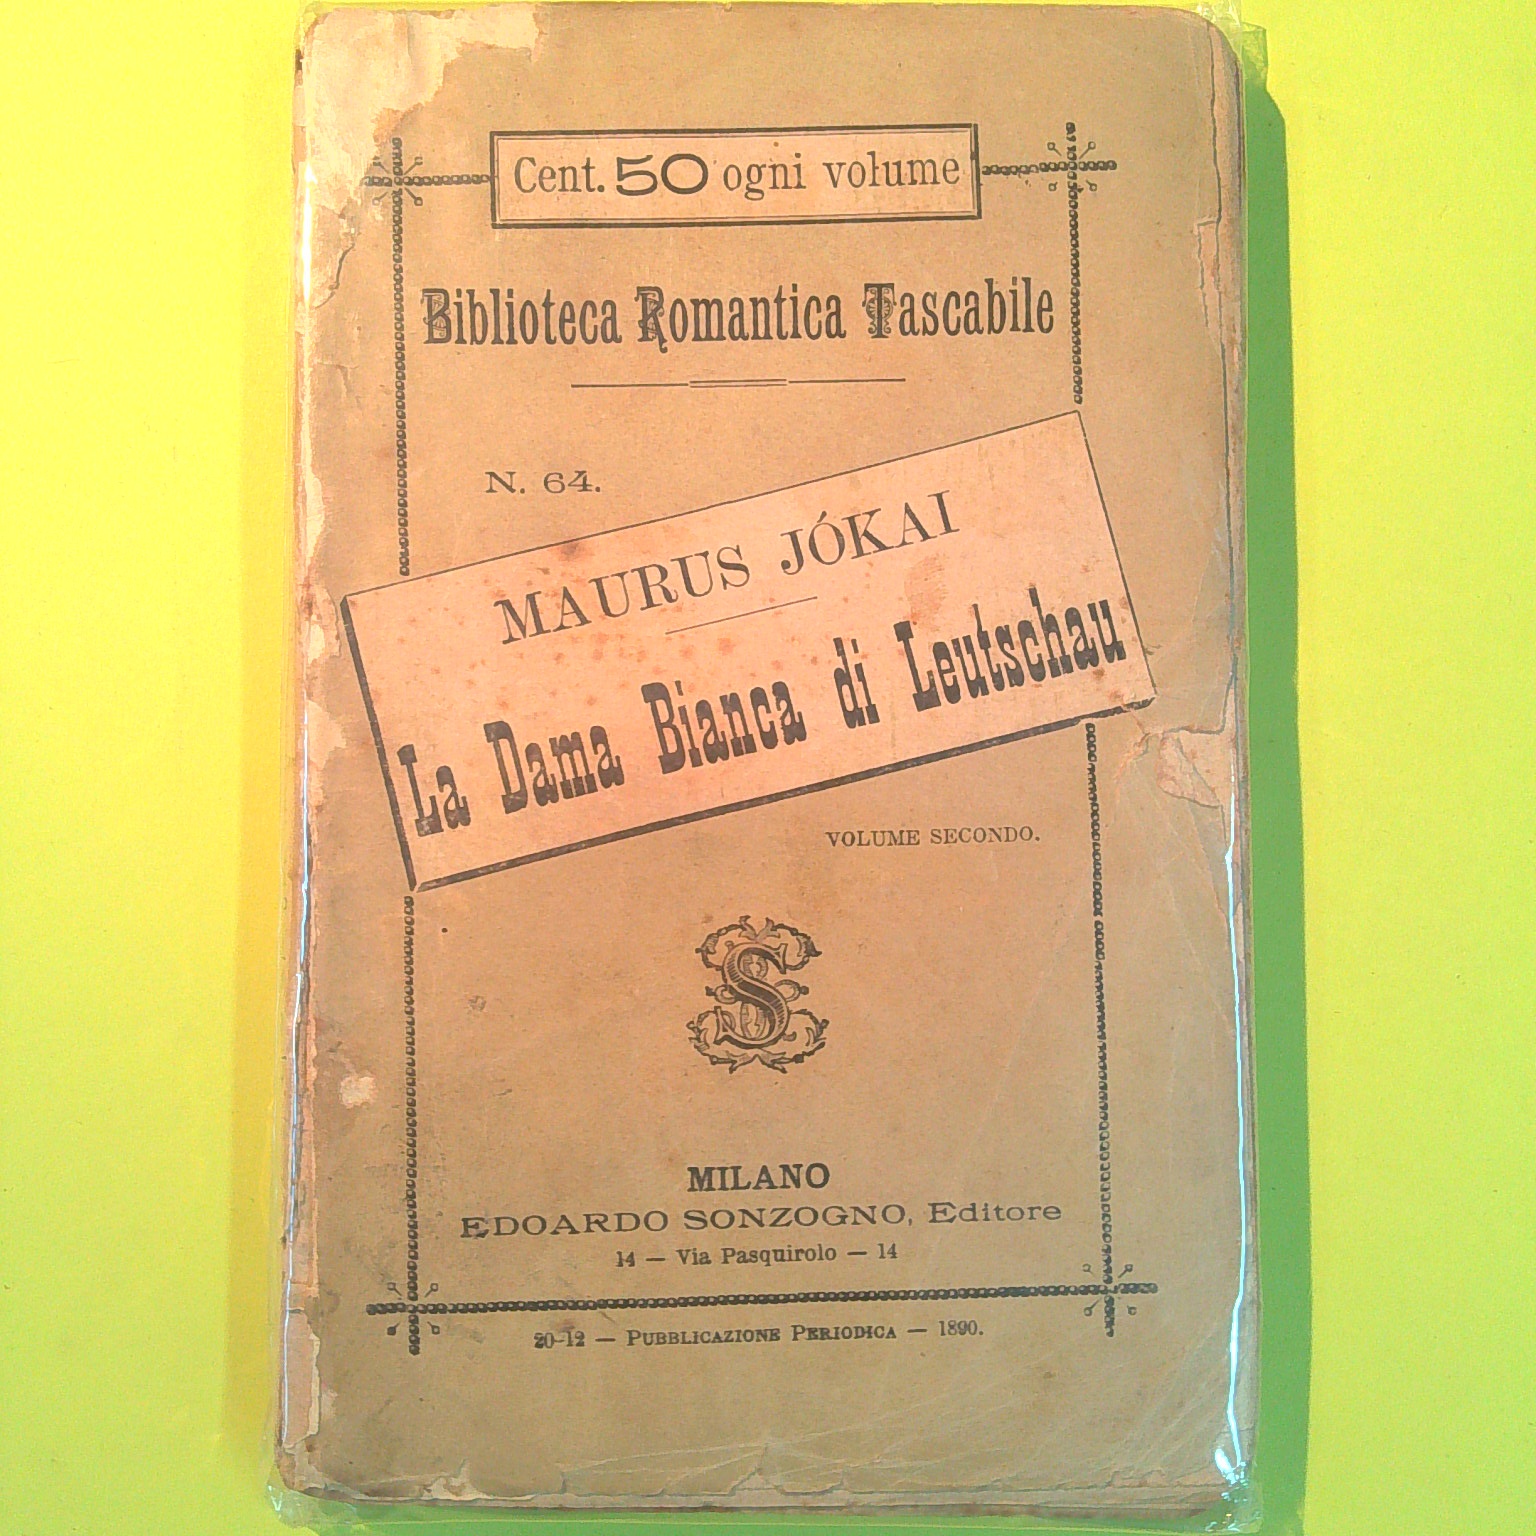 Cent. 50 ogni volume
Biblioteca Romantica Tascabile
N. 64.
MAURUS JÓKAI
La Dama Bianca di Leutschau
VOLUME SECONDO.
S
MILANO
EDOARDO SONZOGNO, Editore
14 — Via Pasquirolo — 14
20-12 — PUBBLICAZIONE PERIODICA — 1890.